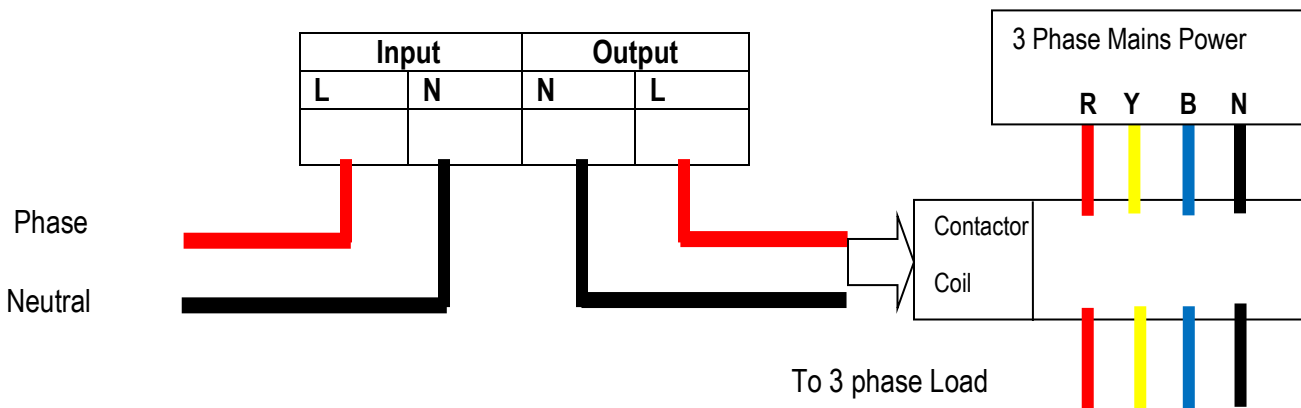 3 Phase Mains Power
Input Output
L N N L
R Y B N
Phase
Contactor
Neutral
Coil
To 3 phase Load